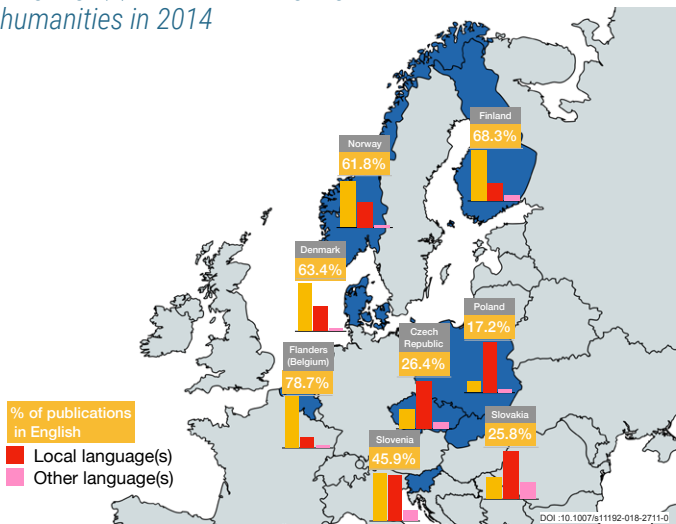 humanities in 2014
Finland
68.3%
Norway
61.8%
Denmark
63.4%
Poland
17.2%
Czech
Republic
26.4%
Flanders
(Belgium)
78.7%
Slovakia
25.8%
Slovenia
45.9%
% of publications
in English
Local language(s)
Other language(s)
DOI :10.1007/s11192-018-2711-0